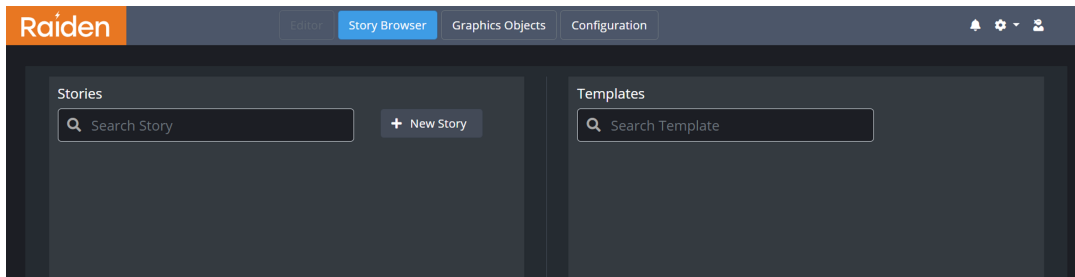 Raiden
Editor
Story Browser
Graphics Objects
Configuration
Stories
Search Story
New Story
Templates
Search Template